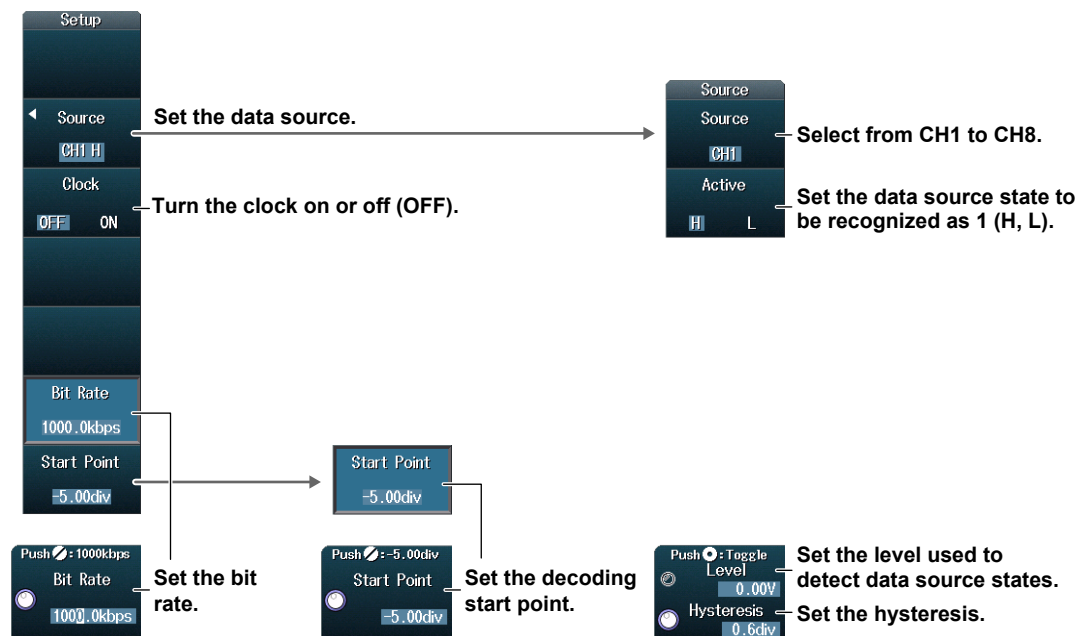 Setup
Source
CH1 H
Set the data source.
Clock
OFF ON
Turn the clock on or off (OFF).
Source
Source
CH1
Select from CH1 to CH8.
Active
H L
Set the data source state to
be recognized as 1 (H, L).
Bit Rate
1000.0kbps
Start Point
-5.00div
Start Point
-5.00div
Push : 1000kbps
Bit Rate
1000.0kbps
Set the bit
rate.
Push : -5.00div
Start Point
-5.00div
Set the decoding
start point.
Push : Toggle
Level
0.00V
Hysteresis
0.6div
Set the level used to
detect data source states.
Set the hysteresis.